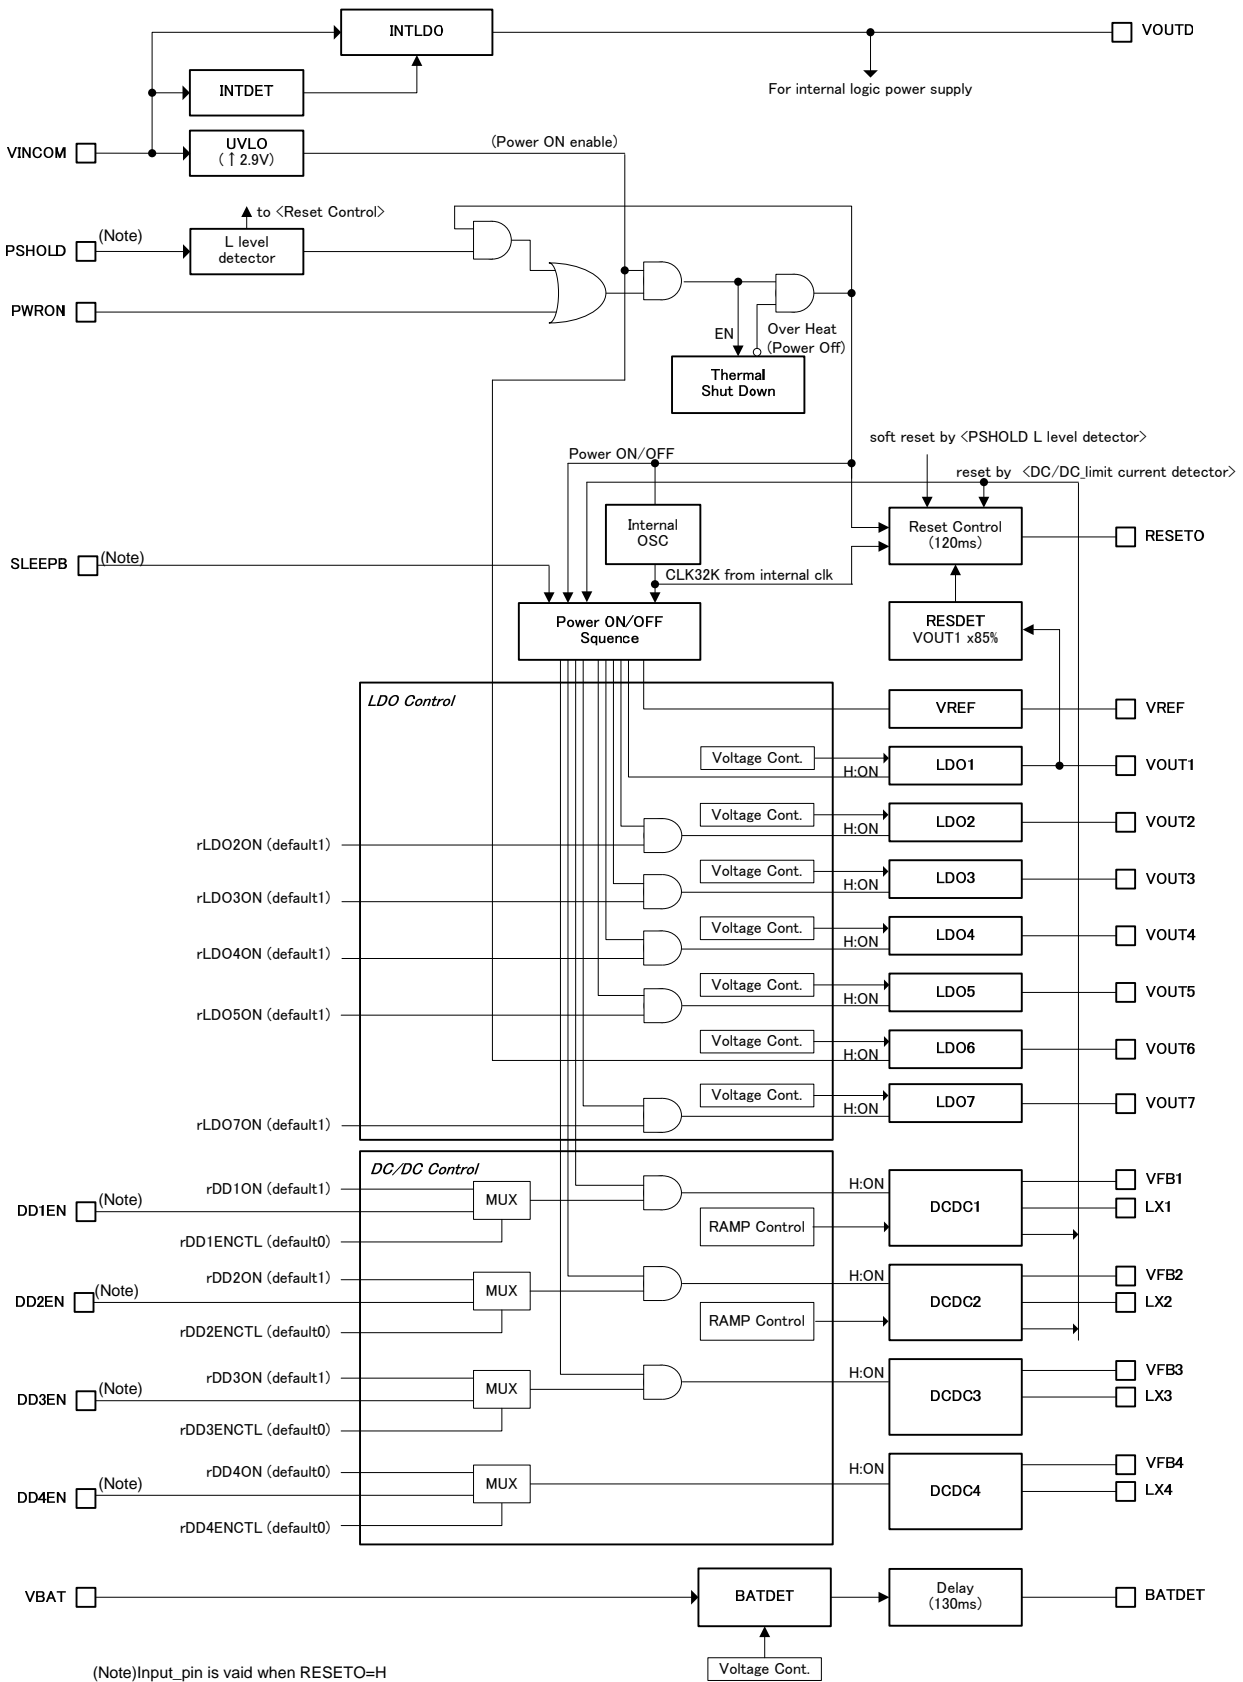 INTLDO
VOUTD
INTDET
For internal logic power supply
VINCOM
UVLO
(↑2.9V)
(Power ON enable)
to <Reset Control>
PSHOLD
(Note)
L level
detector
PWRON
EN
Over Heat
(Power Off)
Thermal
Shut Down
soft reset by <PSHOLD L level detector>
Power ON/OFF
reset by <DC/DC_limit current detector>
Internal
OSC
Reset Control
(120ms)
RESETO
SLEEPB
(Note)
CLK32K from internal clk
Power ON/OFF
Squence
RESDET
VOUT1 x85%
LDO Control
VREF
VREF
Voltage Cont.
H:ON
LDO1
VOUT1
Voltage Cont.
H:ON
LDO2
VOUT2
rLDO2ON (default1)
Voltage Cont.
H:ON
LDO3
VOUT3
rLDO3ON (default1)
Voltage Cont.
H:ON
LDO4
VOUT4
rLDO4ON (default1)
Voltage Cont.
H:ON
LDO5
VOUT5
rLDO5ON (default1)
Voltage Cont.
H:ON
LDO6
VOUT6
Voltage Cont.
H:ON
LDO7
VOUT7
rLDO7ON (default1)
DC/DC Control
rDD1ON (default1)
DD1EN
(Note)
MUX
rDD1ENCTL (default0)
H:ON
RAMP Control
DCDC1
VFB1
LX1
rDD2ON (default1)
DD2EN
(Note)
MUX
rDD2ENCTL (default0)
H:ON
RAMP Control
DCDC2
VFB2
LX2
rDD3ON (default1)
DD3EN
(Note)
MUX
rDD3ENCTL (default0)
H:ON
DCDC3
VFB3
LX3
rDD4ON (default0)
DD4EN
(Note)
MUX
rDD4ENCTL (default0)
H:ON
DCDC4
VFB4
LX4
VBAT
BATDET
Delay
(130ms)
BATDET
Voltage Cont.
(Note)Input_pin is vaid when RESETO=H